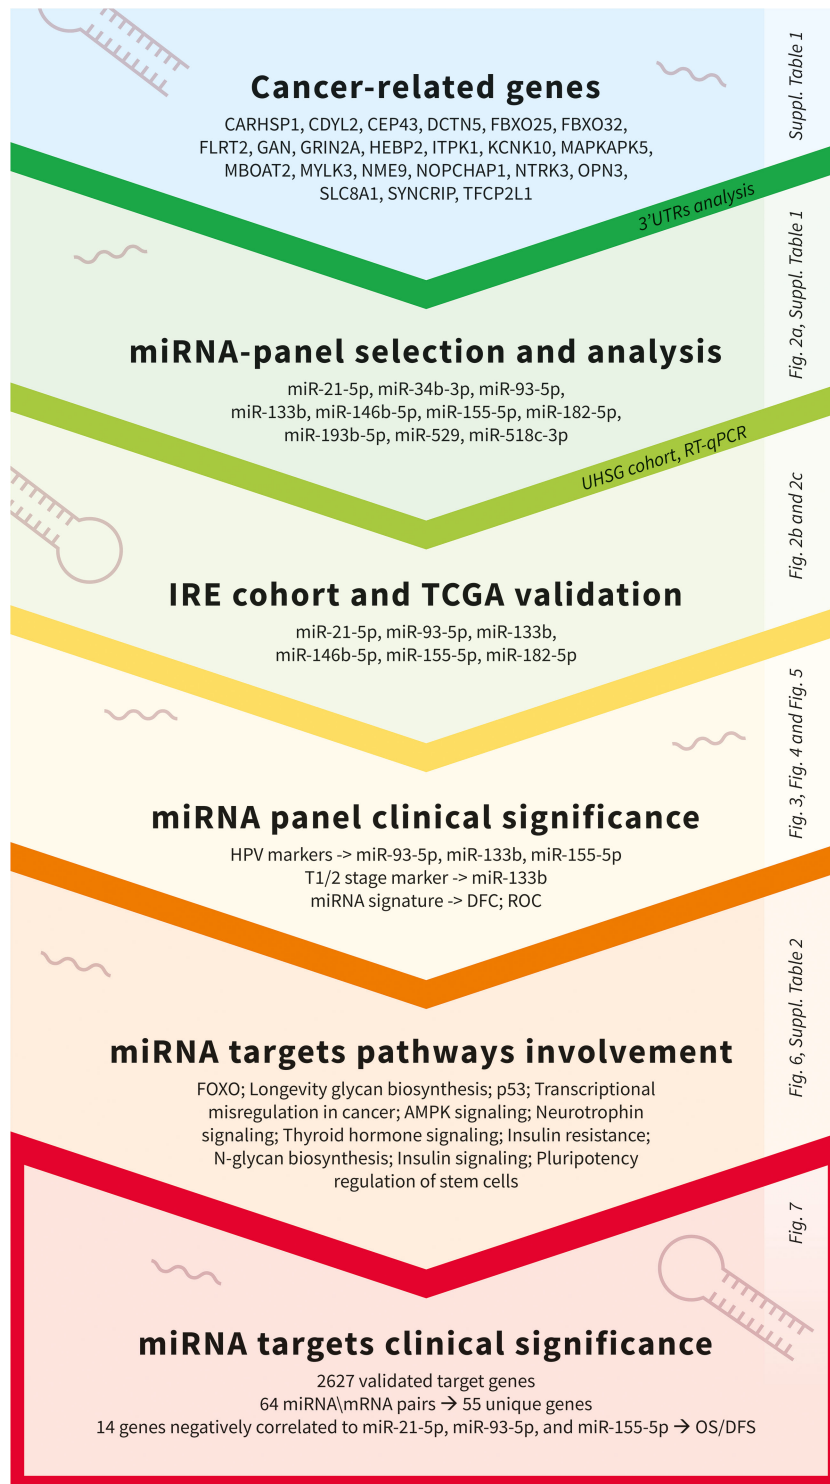 Cancer-related genes
CARHSP1, CDYL2, CEP43, DCTN5, FBXO25, FBXO32,
FLRT2, GAN, GRIN2A, HEBP2, ITPK1, KCNK10, MAPKAPK5,
MBOAT2, MYLK3, NME9, NOPCHAP1, NTRK3, OPN3,
SLC8A1, SYNCRIP, TFCP2L1
Suppl. Table 1
3’UTRs analysis
miRNA-panel selection and analysis
miR-21-5p, miR-34b-3p, miR-93-5p,
miR-133b, miR-146b-5p, miR-155-5p, miR-182-5p,
miR-193b-5p, miR-529, miR-518c-3p
Fig. 2a, Suppl. Table 1
UHSG cohort, RT-qPCR
IRE cohort and TCGA validation
miR-21-5p, miR-93-5p, miR-133b,
miR-146b-5p, miR-155-5p, miR-182-5p
Fig. 2b and 2c
miRNA panel clinical significance
HPV markers -> miR-93-5p, miR-133b, miR-155-5p
T1/2 stage marker -> miR-133b
miRNA signature -> DFC; ROC
Fig. 3, Fig. 4 and Fig. 5
miRNA targets pathways involvement
FOXO; Longevity glycan biosynthesis; p53; Transcriptional
misregulation in cancer; AMPK signaling; Neurotrophin
signaling; Thyroid hormone signaling; Insulin resistance;
N-glycan biosynthesis; Insulin signaling; Pluripotency
regulation of stem cells
Fig. 6, Suppl. Table 2
miRNA targets clinical significance
2627 validated target genes
64 miRNA\mRNA pairs → 55 unique genes
14 genes negatively correlated to miR-21-5p, miR-93-5p, and miR-155-5p → OS/DFS
Fig. 7